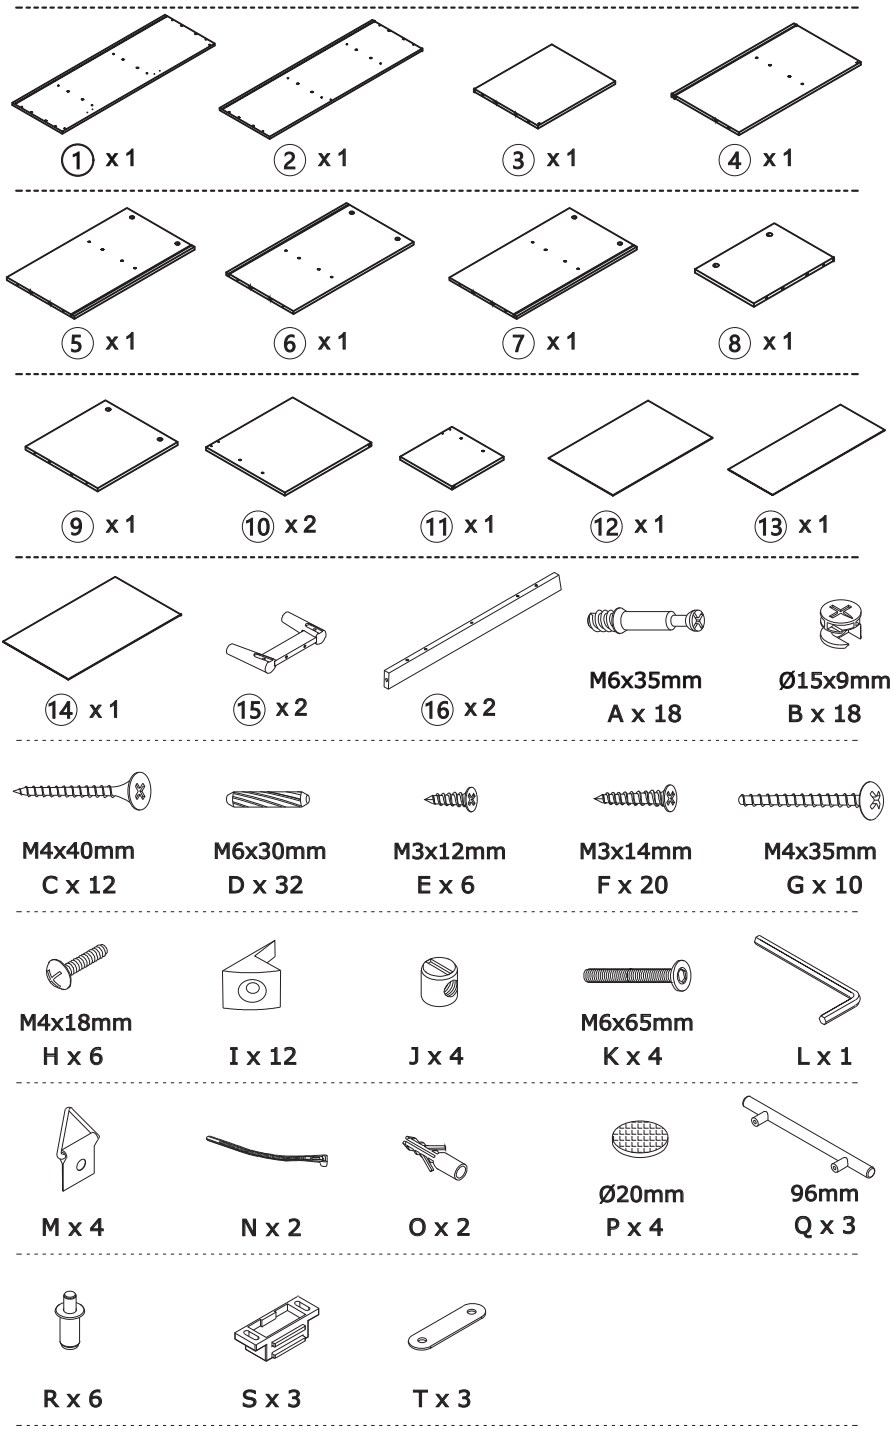 1 x 1 2 x 1 3 x 1 4 x 1
5 x 1 6 x 1 7 x 1 8 x 1
9 x 1 10 x 2 11 x 1 12 x 1 13 x 1
14 x 1 15 x 2 16 x 2
M6x35mm Ø15x9mm
A x 18 B x 18
M4x40mm M6x30mm M3x12mm M3x14mm M4x35mm
C x 12 D x 32 E x 6 F x 20 G x 10
M4x18mm M6x65mm
H x 6 I x 12 J x 4 K x 4 L x 1
Ø20mm 96mm
M x 4 N x 2 O x 2 P x 4 Q x 3
R x 6 S x 3 T x 3